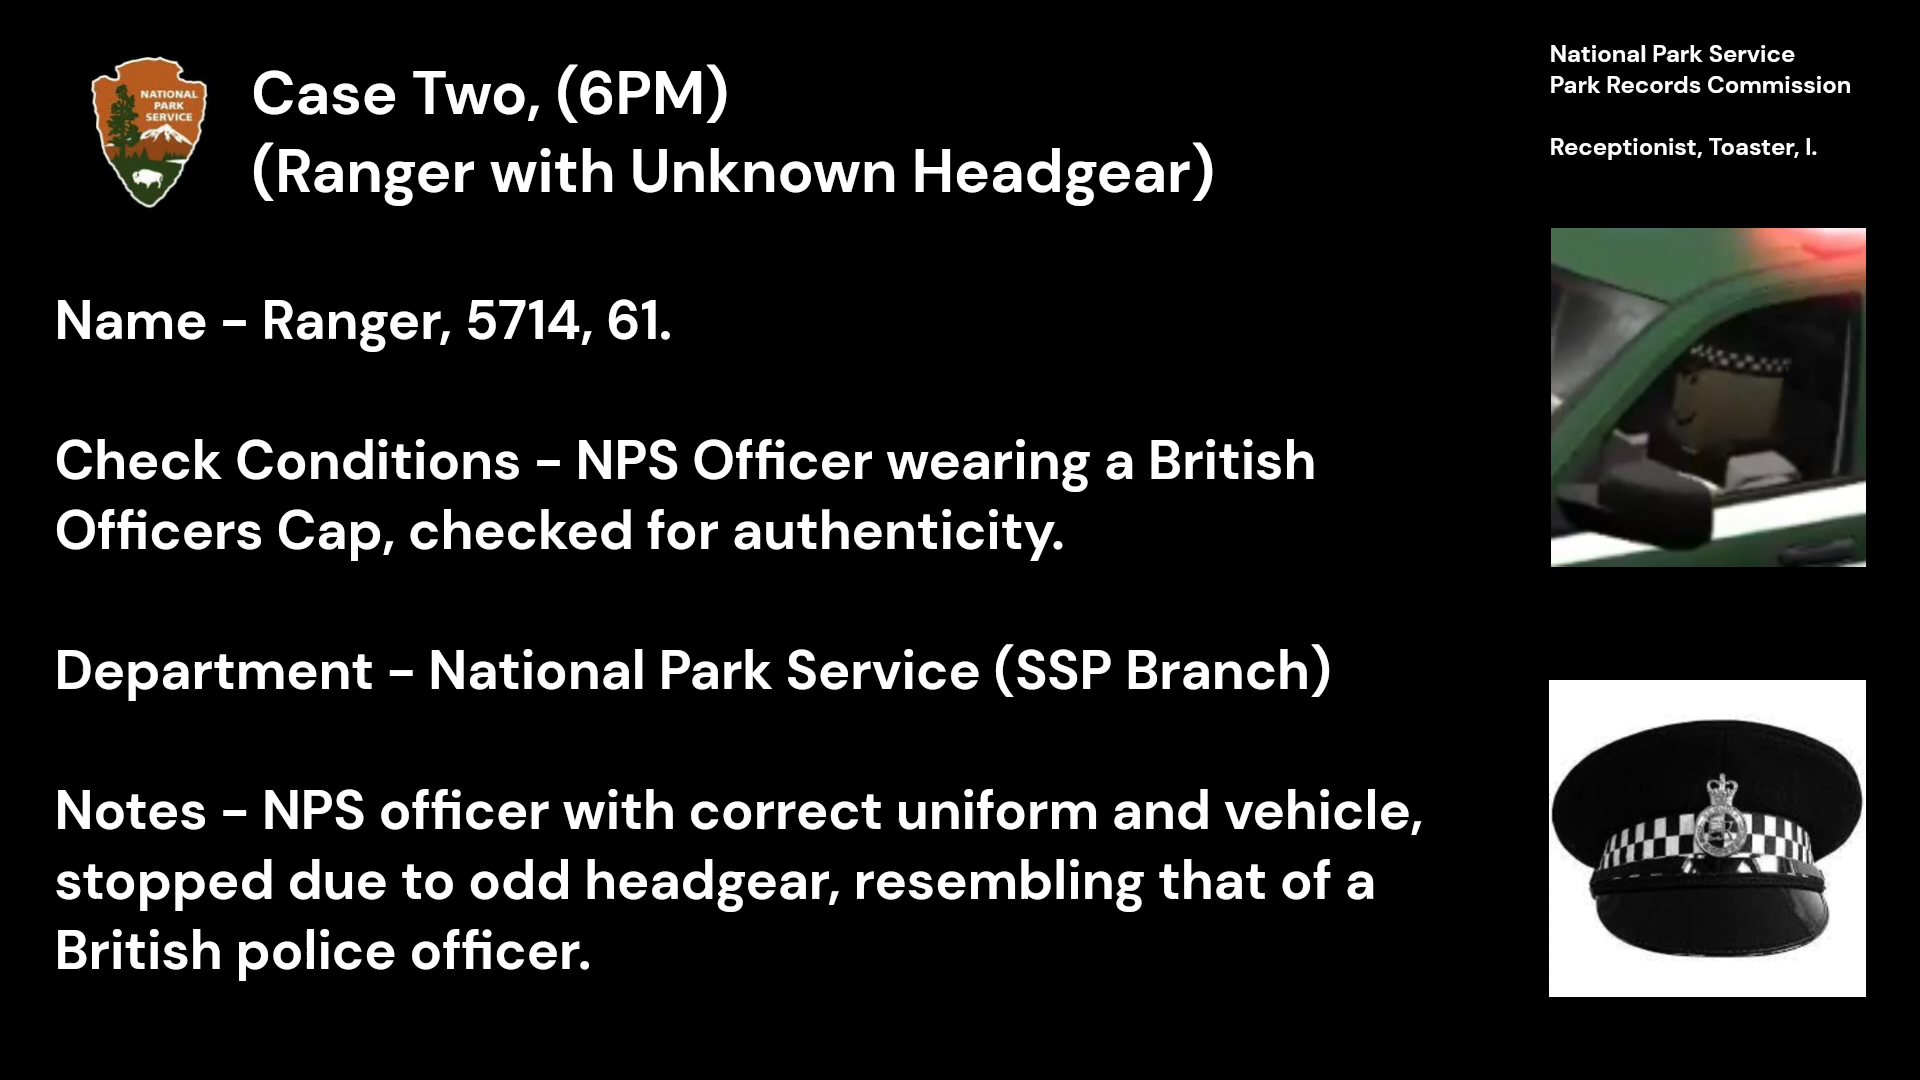 NATIONAL
PARK
SERVICE
Case Two, (6PM)
(Ranger with Unknown Headgear)
National Park Service
Park Records Commission
Receptionist, Toaster, I.
Name – Ranger, 5714, 61.
Check Conditions – NPS Officer wearing a British
Officers Cap, checked for authenticity.
Department – National Park Service (SSP Branch)
Notes – NPS officer with correct uniform and vehicle,
stopped due to odd headgear, resembling that of a
British police officer.